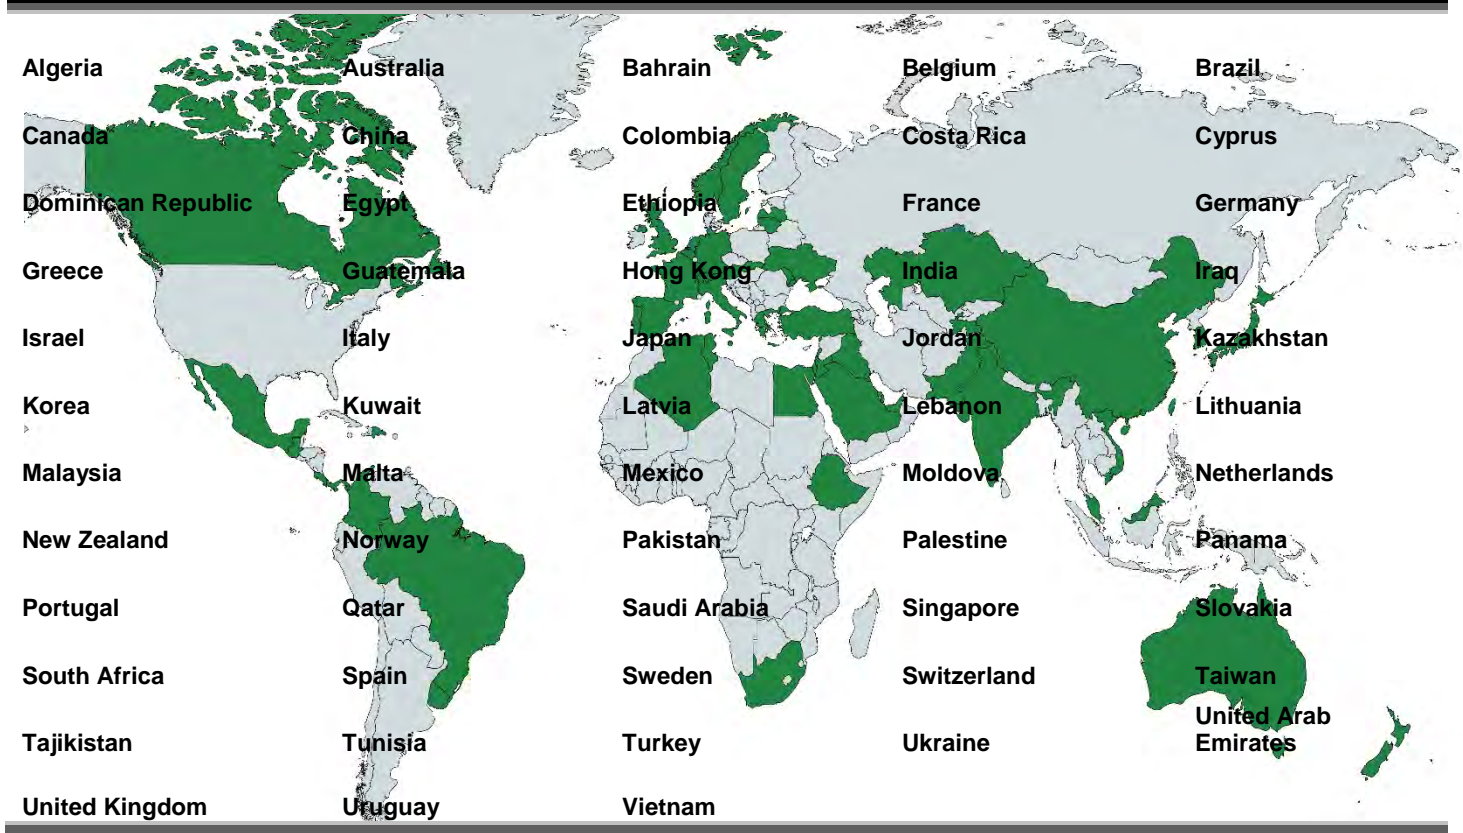 Algeria Australia Bahrain Belgium Brazil
Canada China Colombia Costa Rica Cyprus
Dominican Republic Egypt Ethiopia France Germany
Greece Guatemala Hong Kong India Iraq
Israel Italy Japan Jordan Kazakhstan
Korea Kuwait Latvia Lebanon Lithuania
Malaysia Malta Mexico Moldova Netherlands
New Zealand Norway Pakistan Palestine Panama
Portugal Qatar Saudi Arabia Singapore Slovakia
South Africa Spain Sweden Switzerland Taiwan
United Arab
Tajikistan Tunisia Turkey Ukraine Emirates
United Kingdom Uruguay Vietnam